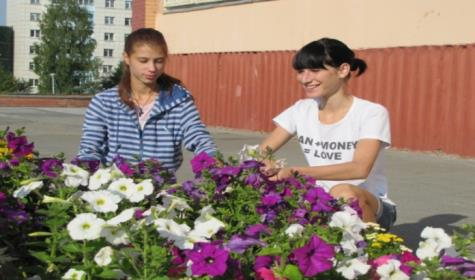 AN + MONEY
= LOVE